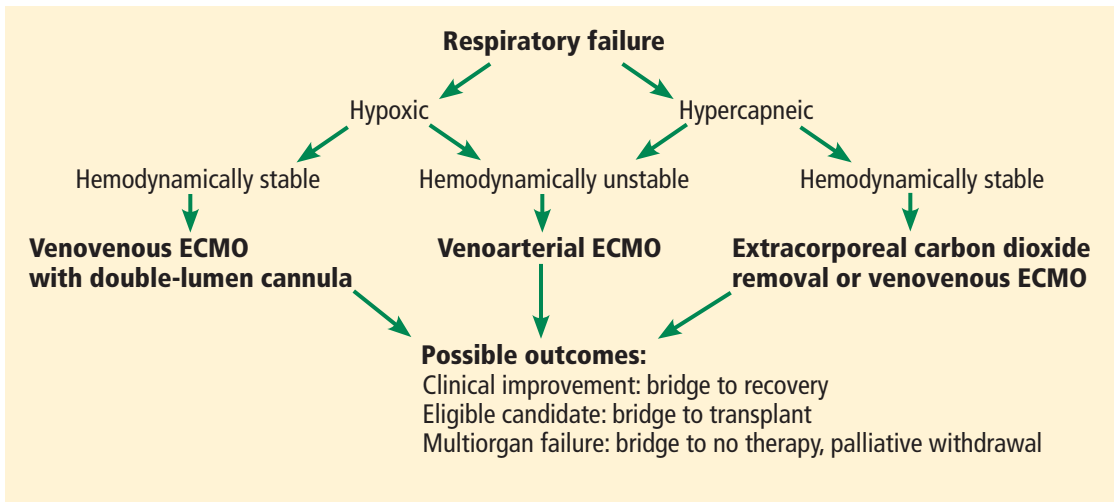 Respiratory failure
Hypoxic
Hypercapneic
Hemodynamically stable
Hemodynamically unstable
Hemodynamically stable
Venovenous ECMO
with double-lumen cannula
Venoarterial ECMO
Extracorporeal carbon dioxide
removal or venovenous ECMO
Possible outcomes:
Clinical improvement: bridge to recovery
Eligible candidate: bridge to transplant
Multiorgan failure: bridge to no therapy, palliative withdrawal